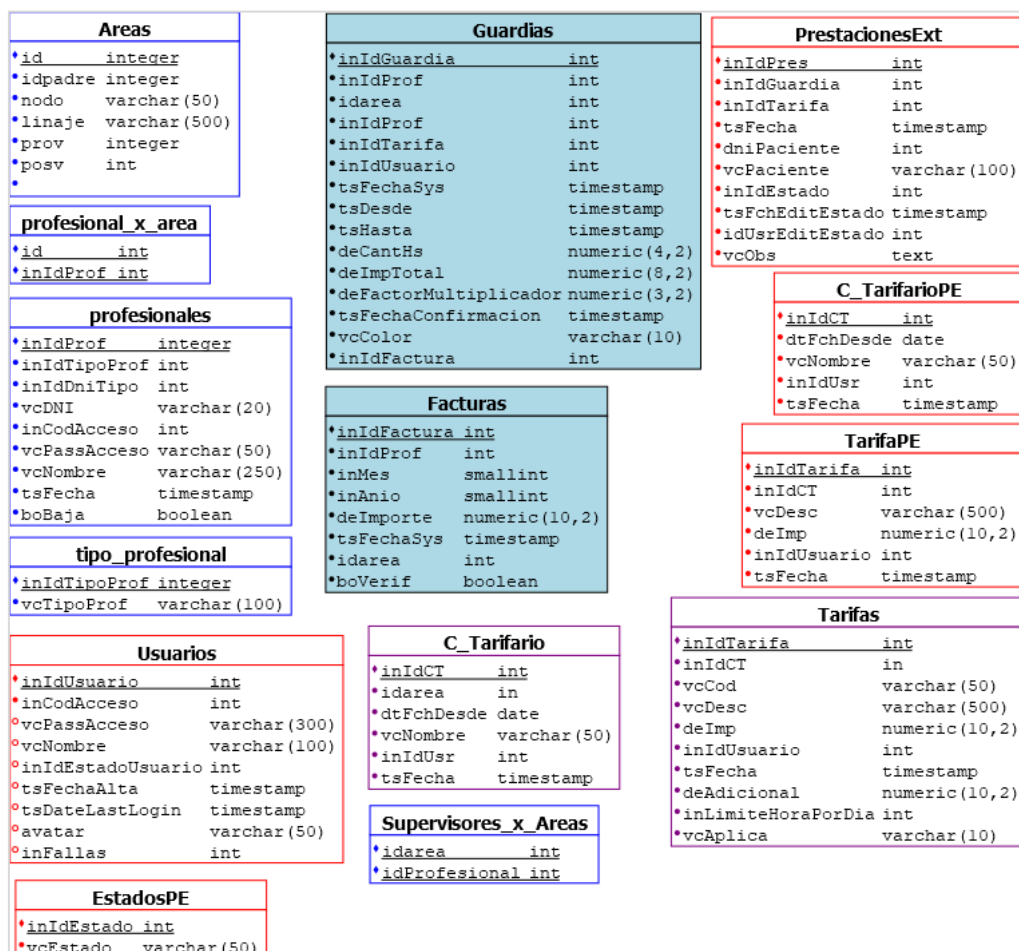 Areas
id integer
idpadre integer
nodo varchar(50)
linaje varchar(500)
prov integer
posv int
profesional_x_area
id int
inIdProf int
profesionales
inIdProf integer
inIdTipoProf int
inIdDniTipo int
vcDNI varchar(20)
inCodAcceso int
vcPassAcceso varchar(50)
vcNombre varchar(250)
tsFecha timestamp
boBaja boolean
tipo_profesional
inIdTipoProf integer
vcTipoProf varchar(100)
Usuarios
inIdUsuario int
inCodAcceso int
vcPassAcceso varchar(300)
vcNombre varchar(100)
inIdEstadoUsuario int
tsFechaAlta timestamp
tsDateLastLogin timestamp
avatar varchar(50)
inFallas int
EstadosPE
inIdEstado int
vcEstado varchar(50)
Guardias
inIdGuardia int
inIdProf int
idarea int
inIdProf int
inIdTarifa int
inIdUsuario int
tsFechaSys timestamp
tsDesde timestamp
tsHasta timestamp
deCantHs numeric(4,2)
deImpTotal numeric(8,2)
deFactorMultiplicador numeric(3,2)
tsFechaConfirmacion timestamp
vcColor varchar(10)
inIdFactura int
Facturas
inIdFactura int
inIdProf int
inMes smallint
inAnio smallint
deImporte numeric(10,2)
tsFechaSys timestamp
idarea int
boVerif boolean
C_Tarifario
inIdCT int
idarea in
dtFchDesde date
vcNombre varchar(50)
inIdUsr int
tsFecha timestamp
Supervisores_x_Areas
idarea int
idProfesional int
PrestacionesExt
inIdPres int
inIdGuardia int
inIdTarifa int
tsFecha timestamp
dniPaciente int
vcPaciente varchar(100)
inIdEstado int
tsFchEditEstado timestamp
idUsrEditEstado int
vcObs text
C_TarifarioPE
inIdCT int
dtFchDesde date
vcNombre varchar(50)
inIdUsr int
tsFecha timestamp
TarifaPE
inIdTarifa int
inIdCT int
vcDesc varchar(500)
deImp numeric(10,2)
inIdUsuario int
tsFecha timestamp
Tarifas
inIdTarifa int
inIdCT in
vcCod varchar(50)
vcDesc varchar(500)
deImp numeric(10,2)
inIdUsuario int
tsFecha timestamp
deAdicional numeric(10,2)
inLimiteHoraPorDia int
vcAplica varchar(10)